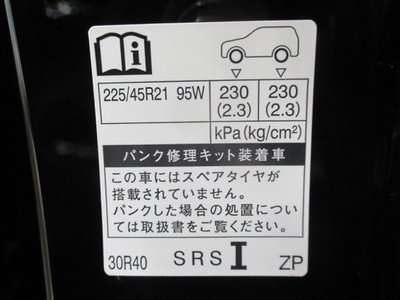 225/45R21 95W 230 (2.3) 230 (2.3)
kPa(kg/cm²)
パンク修理キット装着車
この車にはスペアタイヤが
搭載されていません。
パンクした場合の処置につい
ては取扱書をご覧ください。
30R40 SRS I ZP